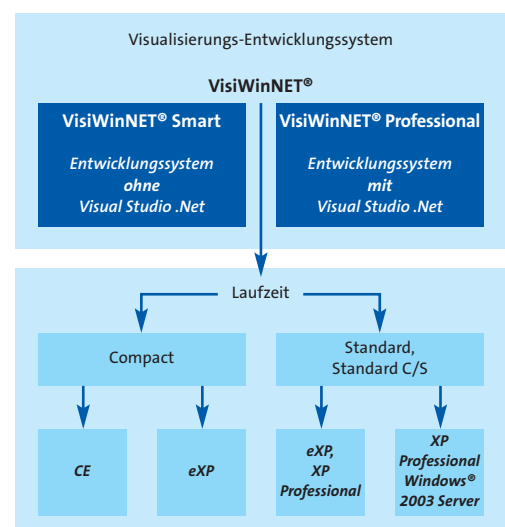 Visualisierungs-Entwicklungssystem
VisiWinNET®
VisiWinNET® Smart
Entwicklungssystem
ohne
Visual Studio .Net
VisiWinNET® Professional
Entwicklungssystem
mit
Visual Studio .Net
Laufzeit
Compact
Standard,
Standard C/S
CE
eXP
eXP,
XP
Professional
XP
Professional
Windows®
2003 Server